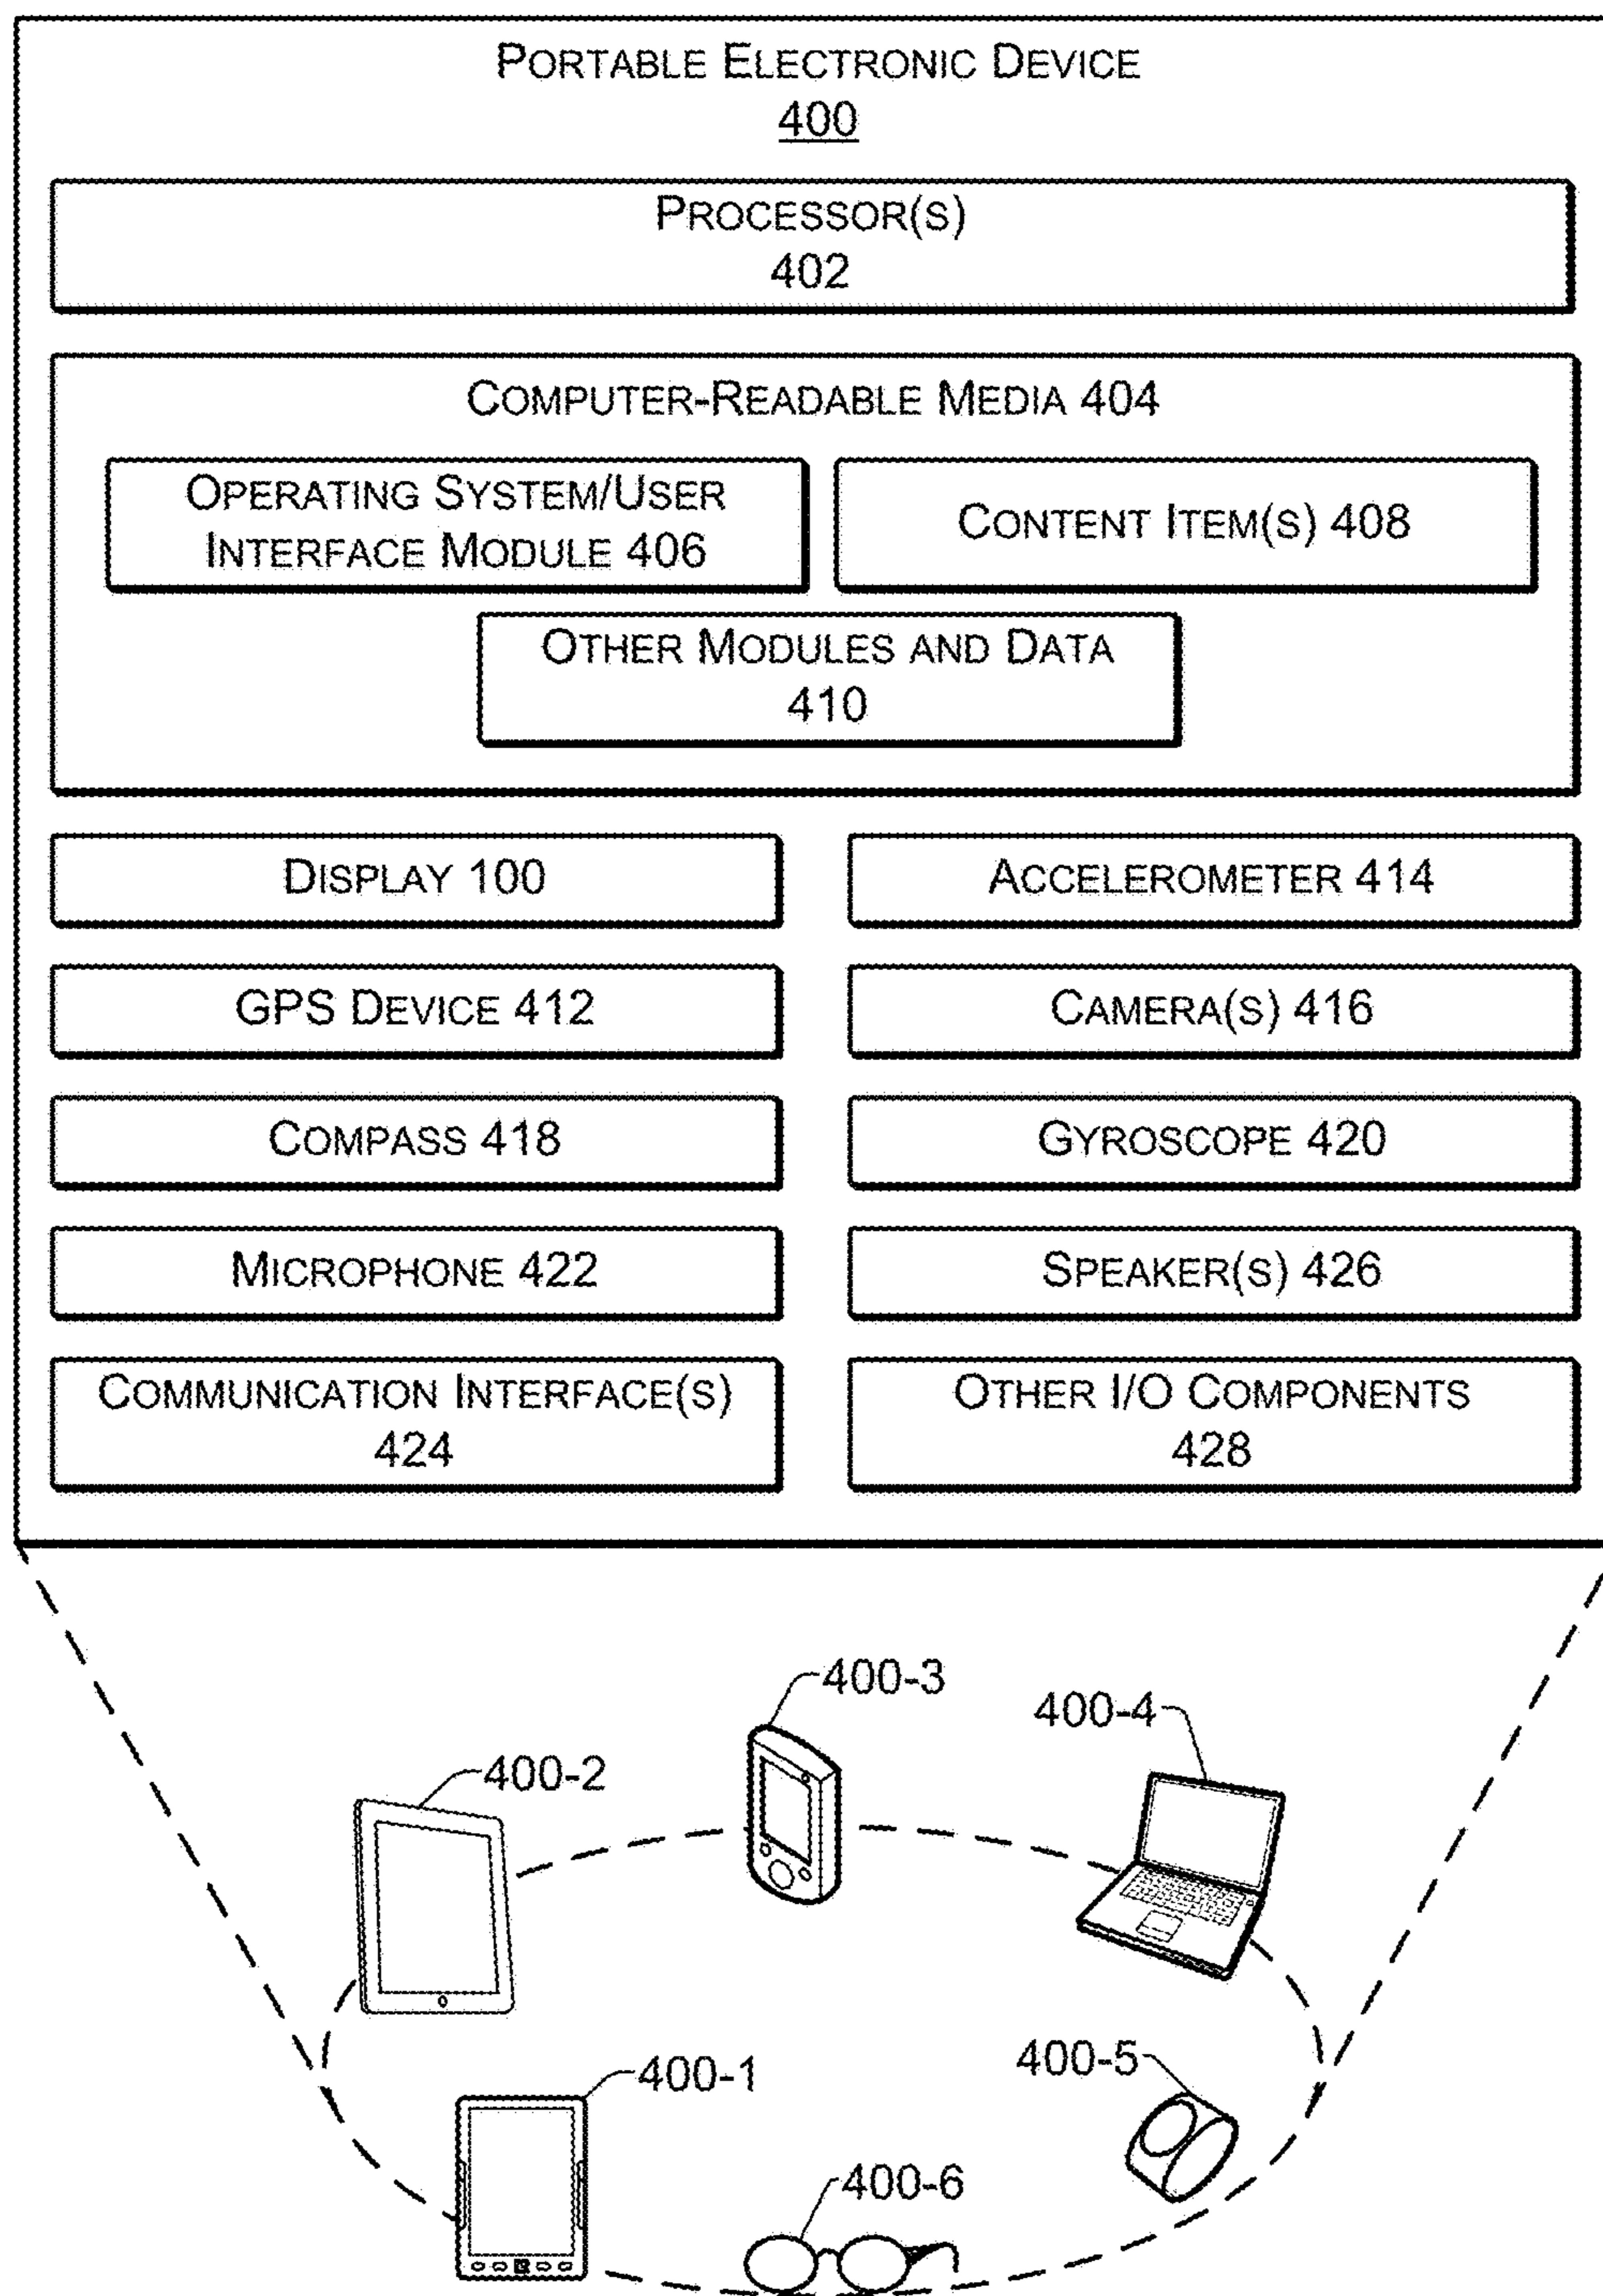 PORTABLE ELECTRONIC DEVICE
400
PROCESSOR(S)
402
COMPUTER-READABLE MEDIA 404
OPERATING SYSTEM/USER
INTERFACE MODULE 406
CONTENT ITEM(S) 408
OTHER MODULES AND DATA
410
DISPLAY 100
ACCELEROMETER 414
GPS DEVICE 412
CAMERA(S) 416
COMPASS 418
GYROSCOPE 420
MICROPHONE 422
SPEAKER(S) 426
COMMUNICATION INTERFACE(S)
424
OTHER I/O COMPONENTS
428
400-3
400-4
400-2
400-5
400-1
400-6